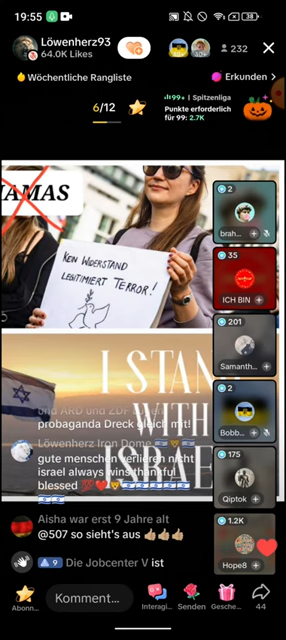 19:55
38
Löwenherz93
64.0K Likes
232
Wöchentliche Rangliste
Erkunden >
6/12
99+ | Spitzenliga
Punkte erforderlich
für 99: 2.7K
AMAS
KEIN WIDERSTAND
LEGITIMIERT TERROR!
I STAND
WITH
ISRAEL
2
brah...
35
ICH BIN
201
Samanth...
2
Bobb...
175
Qiptok
1.2K
Hope8
und ARD und ZDF
probaganda Dreck gleich mit!
Löwenherz Iron Dome 🇮🇱🦁🇮🇱
gute menschen verlieren nicht
israel always wins thankful
blessed 💯❤️🦁🇮🇱🇮🇱🇮🇱🇮🇱🇮🇱🇮🇱
🇮🇱🇮🇱
Aisha war erst 9 Jahre alt
@507 so sieht's aus 👍🏼👍🏼👍🏼👍🏼
9 Die Jobcenter V ist
Abonn...
Komment...
Interagi...
Senden
Gesche...
44